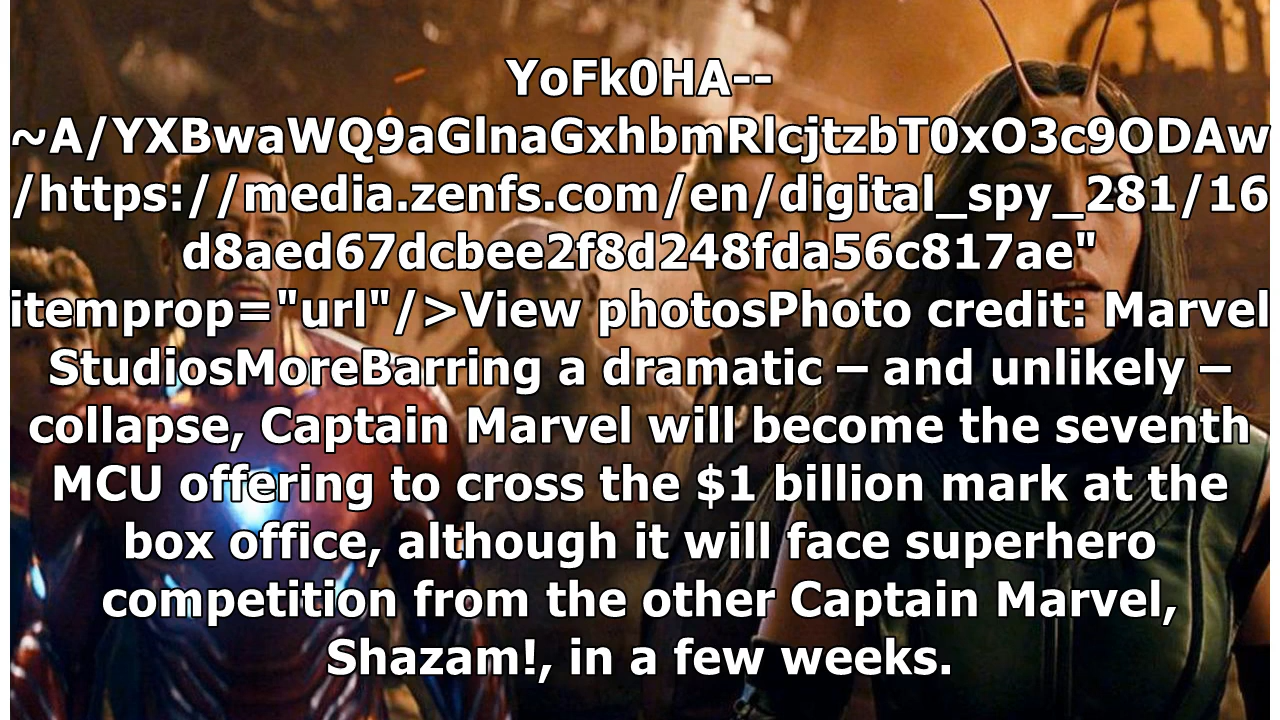 YoFk0HA--
~A/YXBwaWQ9aGlnaGxhbmRlcjtzbT0xO3c9ODAw
/https://media.zenfs.com/en/digital_spy_281/16
d8aed67dcbee2f8d248fda56c817ae"
itemprop="url"/>View photosPhoto credit: Marvel
StudiosMoreBarring a dramatic – and unlikely –
collapse, Captain Marvel will become the seventh
MCU offering to cross the $1 billion mark at the
box office, although it will face superhero
competition from the other Captain Marvel,
Shazam!, in a few weeks.